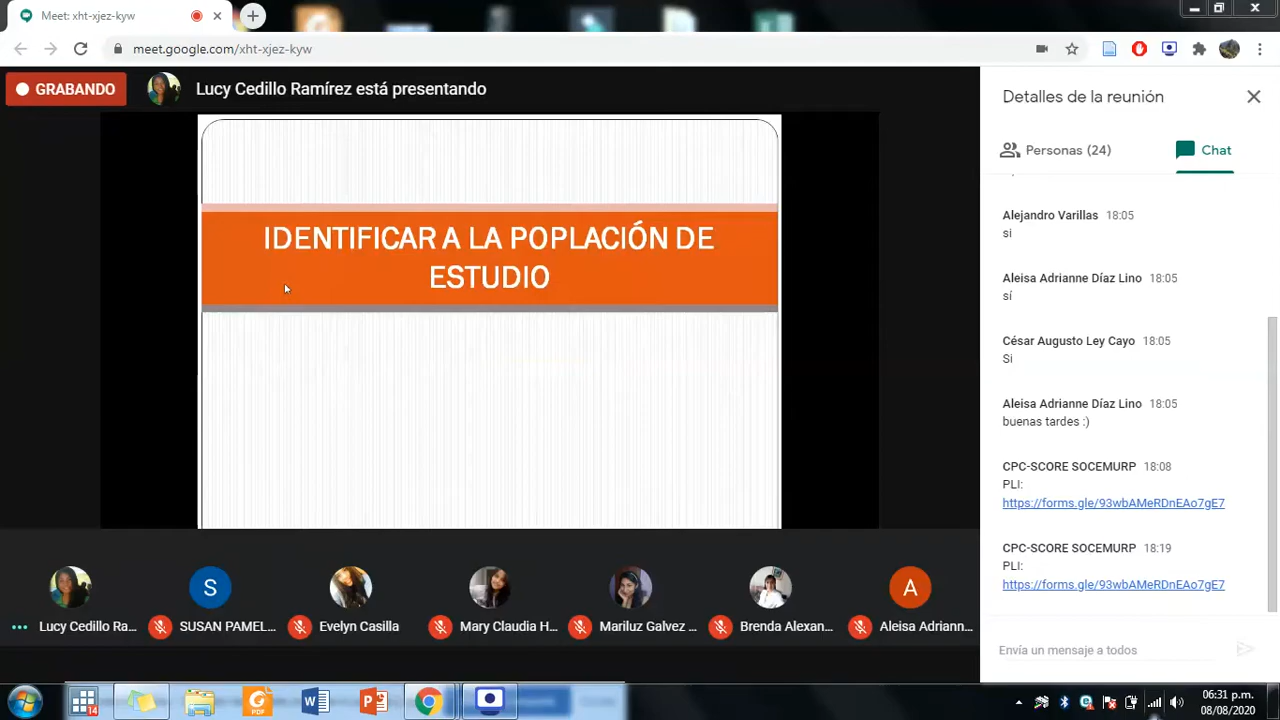 Meet: xht-xjez-kyw
meet.google.com/xht-xjez-kyw
GRABANDO
Lucy Cedillo Ramírez está presentando
IDENTIFICAR A LA POPLACIÓN DE
ESTUDIO
Lucy Cedillo Ra...
S
SUSAN PAMEL...
Evelyn Casilla
Mary Claudia H...
Mariluz Galvez ...
Brenda Alexan...
A
Aleisa Adriann...
Detalles de la reunión
Personas (24)
Chat
Alejandro Varillas 18:05
si
Aleisa Adrianne Díaz Lino 18:05
sí
César Augusto Ley Cayo 18:05
Si
Aleisa Adrianne Díaz Lino 18:05
buenas tardes :)
CPC-SCORE SOCEMURP 18:08
PLI:
https://forms.gle/93wbAMeRDnEAo7gE7
CPC-SCORE SOCEMURP 18:19
PLI:
https://forms.gle/93wbAMeRDnEAo7gE7
Envía un mensaje a todos
14
PDF
06:31 p.m.
08/08/2020